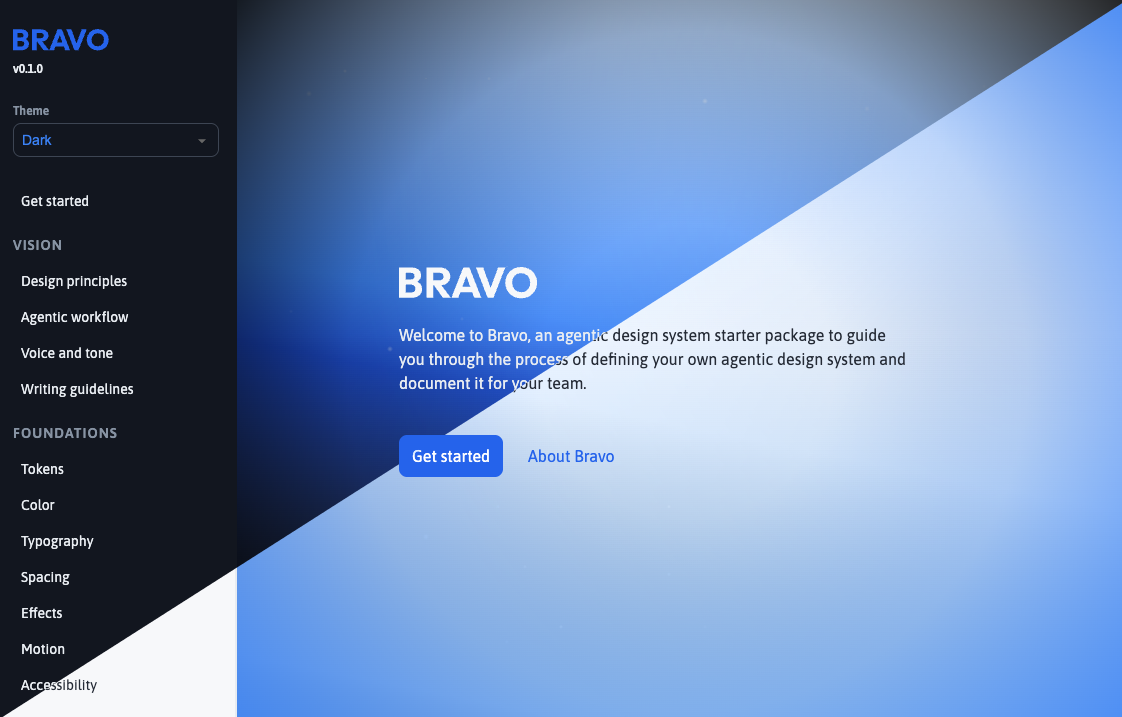 BRAVO
v0.1.0
Theme
Dark
Get started
VISION
Design principles
Agentic workflow
Voice and tone
Writing guidelines
FOUNDATIONS
Tokens
Color
Typography
Spacing
Effects
Motion
Accessibility
BRAVO
Welcome to Bravo, an agentic design system starter package to guide
you through the process of defining your own agentic design system and
document it for your team.
Get started
About Bravo